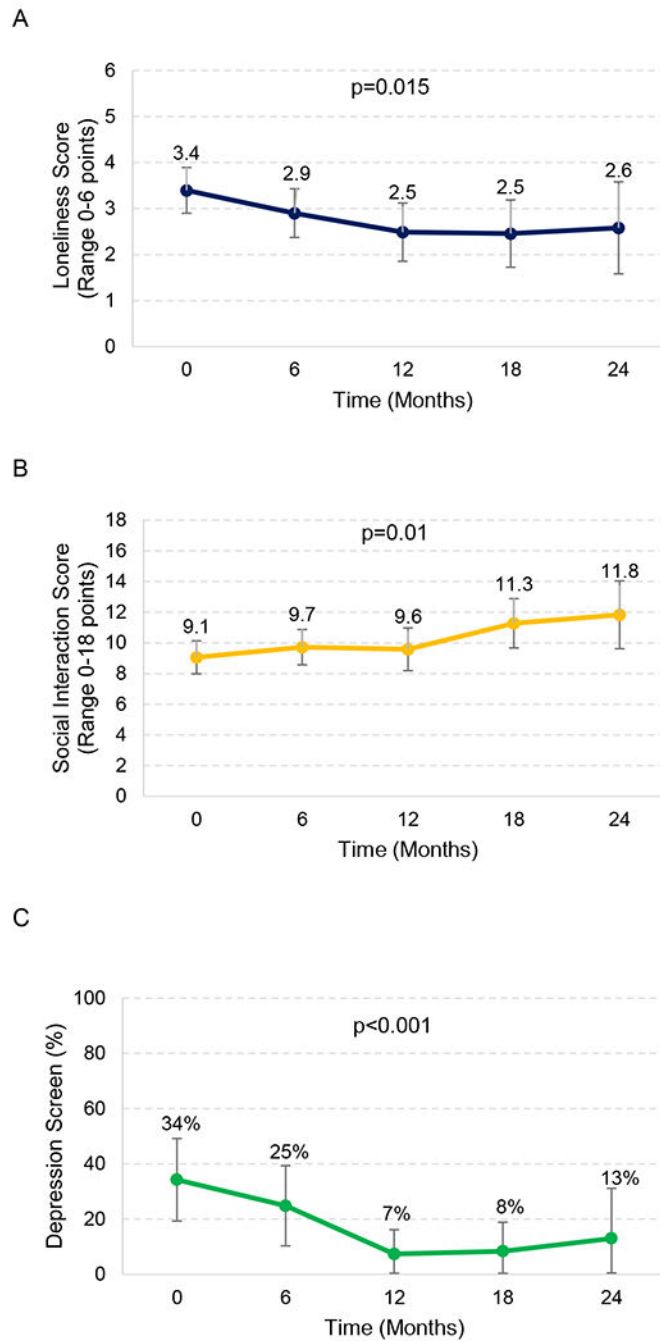 A
6
p=0.015
5
4
3.4
2.9
2.5
2.5
2.6
3
2
1
0
Loneliness Score
(Range 0-6 points)
0 6 12 18 24
Time (Months)
B
18
p=0.01
16
14
12
10
8
6
4
2
0
9.1
9.7
9.6
11.3
11.8
Social Interaction Score
(Range 0-18 points)
0 6 12 18 24
Time (Months)
C
100
p<0.001
80
60
40
20
0
34%
25%
7%
8%
13%
Depression Screen (%)
0 6 12 18 24
Time (Months)